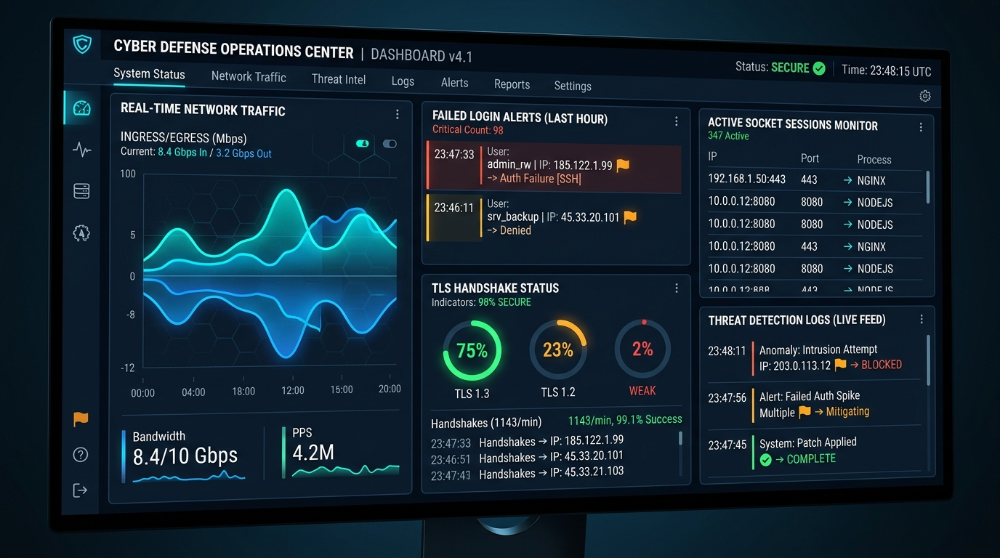 CYBER DEFENSE OPERATIONS CENTER | DASHBOARD v4.1
Status: SECURE
Time: 23:48:15 UTC
System Status
Network Traffic
Threat Intel
Logs
Alerts
Reports
Settings
REAL-TIME NETWORK TRAFFIC
INGRESS/EGRESS (Mbps)
Current: 8.4 Gbps In / 3.2 Gbps Out
100
5
0
-8
-12
00:00
04:00
18:00
12:00
15:00
20:00
Bandwidth
8.4/10 Gbps
PPS
4.2M
FAILED LOGIN ALERTS (LAST HOUR)
Critical Count: 98
23:47:33
User:
admin_rw | IP: 185.122.1.99
-> Auth Failure [SSH]
23:46:11
User:
srv_backup | IP: 45.33.20.101
-> Denied
TLS HANDSHAKE STATUS
Indicators: 98% SECURE
75%
TLS 1.3
23%
TLS 1.2
2%
WEAK
Handshakes (1143/min)
1143/min, 99.1% Success
23:47:33 Handshakes → IP: 185.122.1.99
23:46:51 Handshakes → IP: 45.33.20.101
23:47:43 Handshakes → IP: 45.33.21.103
ACTIVE SOCKET SESSIONS MONITOR
347 Active
IP Port Process
192.168.1.50:443 443 → NGINX
10.0.0.12:8080 8080 → NODEJS
10.0.0.12:8080 8080 → NODEJS
10.0.0.12:8080 443 → NGINX
10.0.0.12:8080 8080 → NODEJS
THREAT DETECTION LOGS (LIVE FEED)
23:48:11
Anomaly: Intrusion Attempt
IP: 203.0.113.12 → BLOCKED
23:47:56
Alert: Failed Auth Spike
Multiple → Mitigating
23:47:45
System: Patch Applied
→ COMPLETE